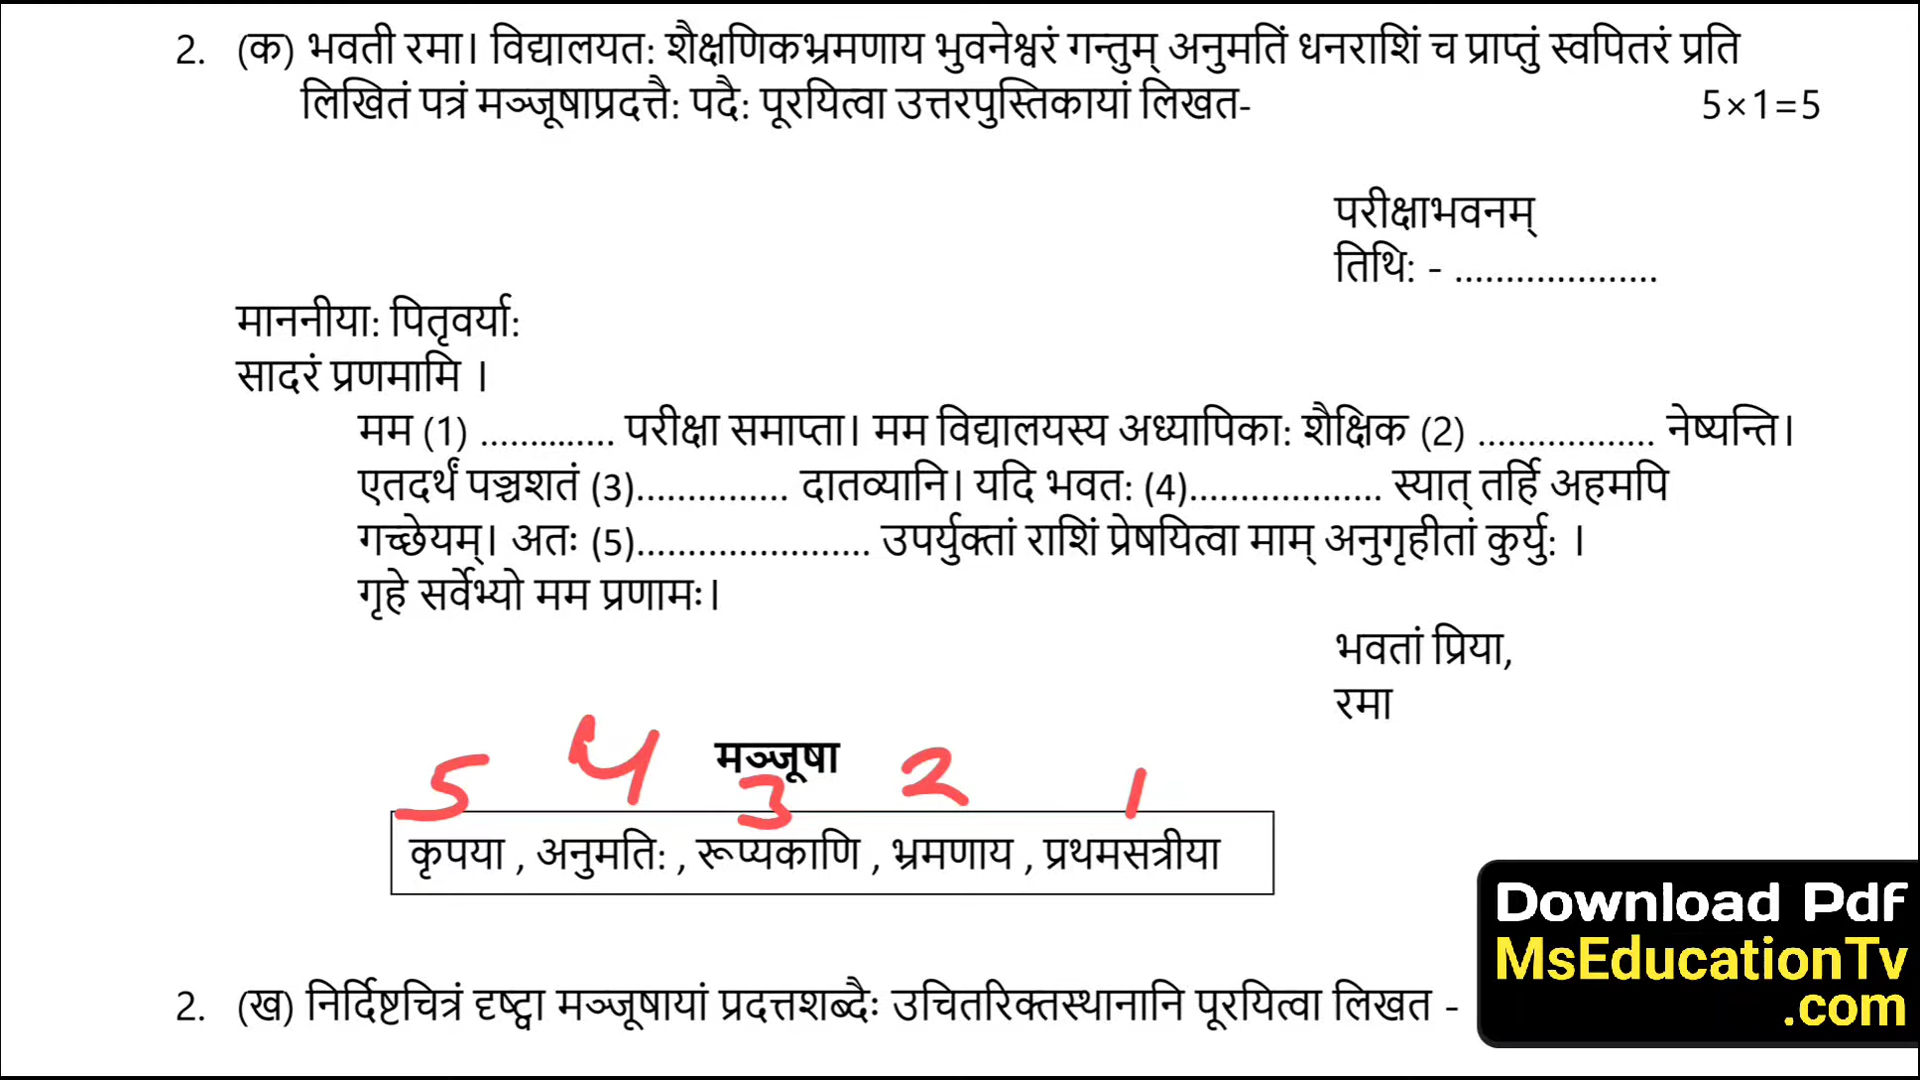 2. (क) भवती रमा। विद्यालयतः शैक्षणिकभ्रमणाय भुवनेश्वरं गन्तुम् अनुमतिं धनराशिं च प्राप्तुं स्वपितरं प्रति
लिखितं पत्रं मञ्जूषाप्रदत्तैः पदैः पूरयित्वा उत्तरपुस्तिकायां लिखत- 5×1=5
परीक्षाभवनम्
तिथिः - ....................
माननीयाः पितृवर्याः
सादरं प्रणमामि ।
मम (1) ............. परीक्षा समाप्ता। मम विद्यालयस्य अध्यापिकाः शैक्षिक (2) .................. नेष्यन्ति।
एतदर्थं पञ्चशतं (3)............... दातव्यानि। यदि भवतः (4)................... स्यात् तर्हि अहमपि
गच्छेयम्। अतः (5)....................... उपर्युक्तां राशिं प्रेषयित्वा माम् अनुगृहीतां कुर्युः ।
गृहे सर्वेभ्यो मम प्रणामः।
भवतां प्रिया,
रमा
मञ्जूषा
5 4 3 2 1
कृपया , अनुमतिः , रूप्यकाणि , भ्रमणाय , प्रथमसत्रीया
Download Pdf
MsEducationTv
.com
2. (ख) निर्दिष्टचित्रं दृष्ट्वा मञ्जूषायां प्रदत्तशब्दैः उचितरिक्तस्थानानि पूरयित्वा लिखत -